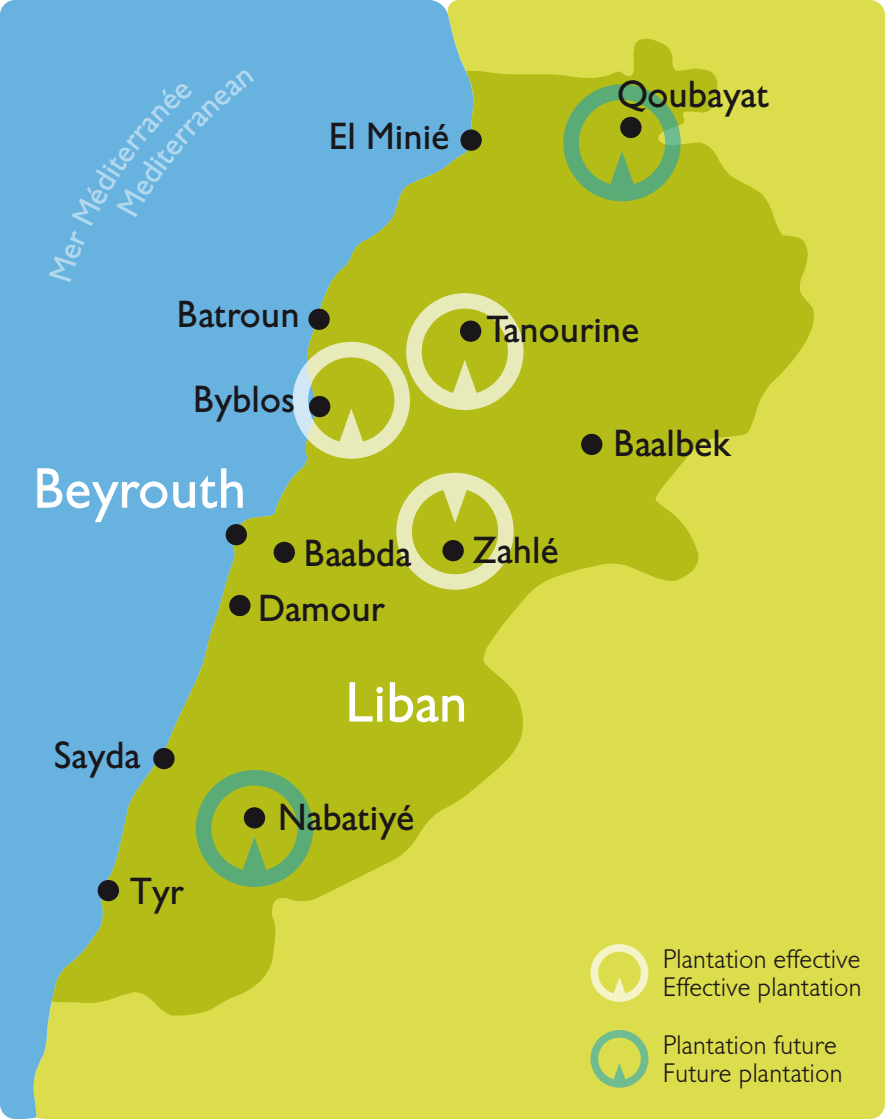 Mer Méditerranée
Mediterranean
Qoubayat
El Minié
Batroun
Tanourine
Byblos
Baalbek
Beyrouth
Baabda
Zahlé
Damour
Liban
Sayda
Nabatiyé
Tyr
Plantation effective
Effective plantation
Plantation future
Future plantation